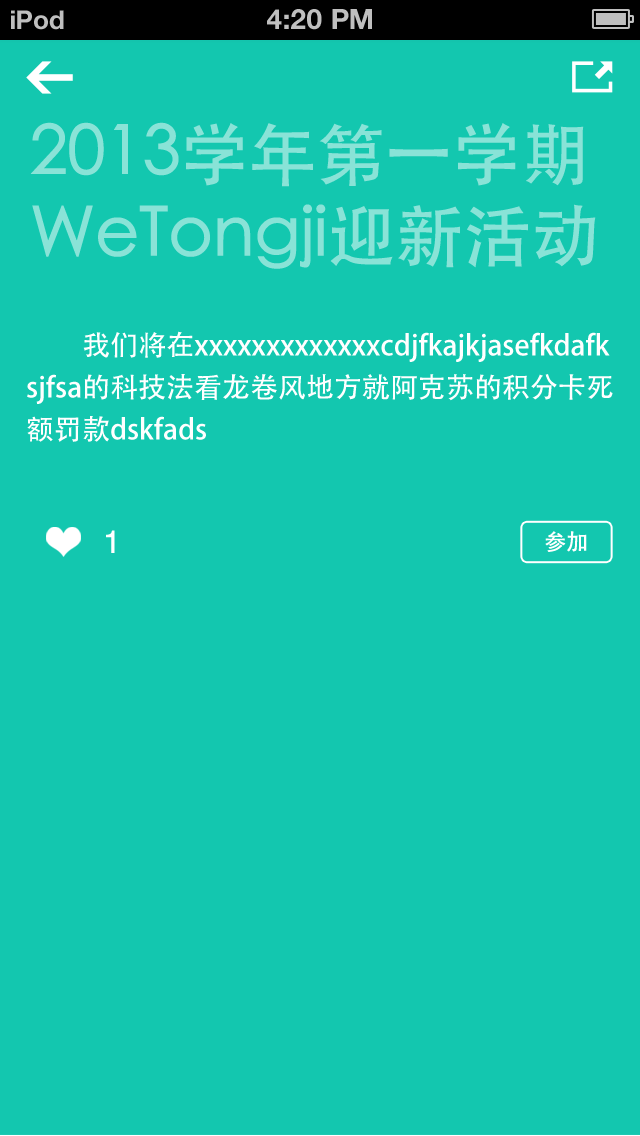 iPod 4:20 PM
2013学年第一学期
WeTongji迎新活动
我们将在xxxxxxxxxxxxxcdjfkajkjasefkdafk
sjfsa的科技法看龙卷风地方就阿克苏的积分卡死
额罚款dskfads
1 参加